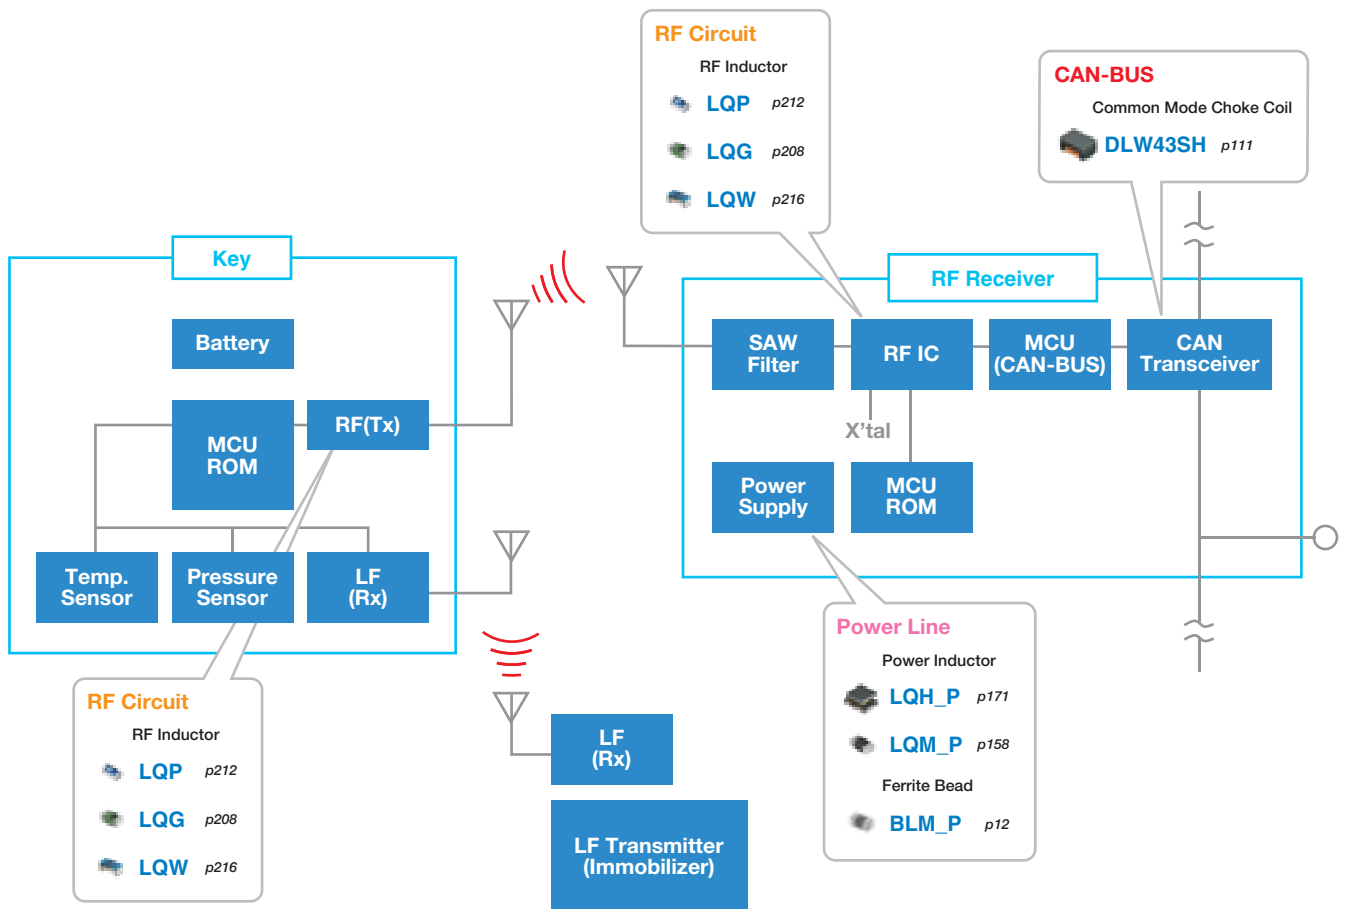 RF Circuit
RF Inductor
LQP p212
LQG p208
LQW p216
CAN-BUS
Common Mode Choke Coil
DLW43SH p111
Key
Battery
MCU
ROM
RF(Tx)
Temp.
Sensor
Pressure
Sensor
LF
(Rx)
RF Receiver
SAW
Filter
RF IC
MCU
(CAN-BUS)
CAN
Transceiver
X'tal
Power
Supply
MCU
ROM
RF Circuit
RF Inductor
LQP p212
LQG p208
LQW p216
LF
(Rx)
LF Transmitter
(Immobilizer)
Power Line
Power Inductor
LQH_P p171
LQM_P p158
Ferrite Bead
BLM_P p12